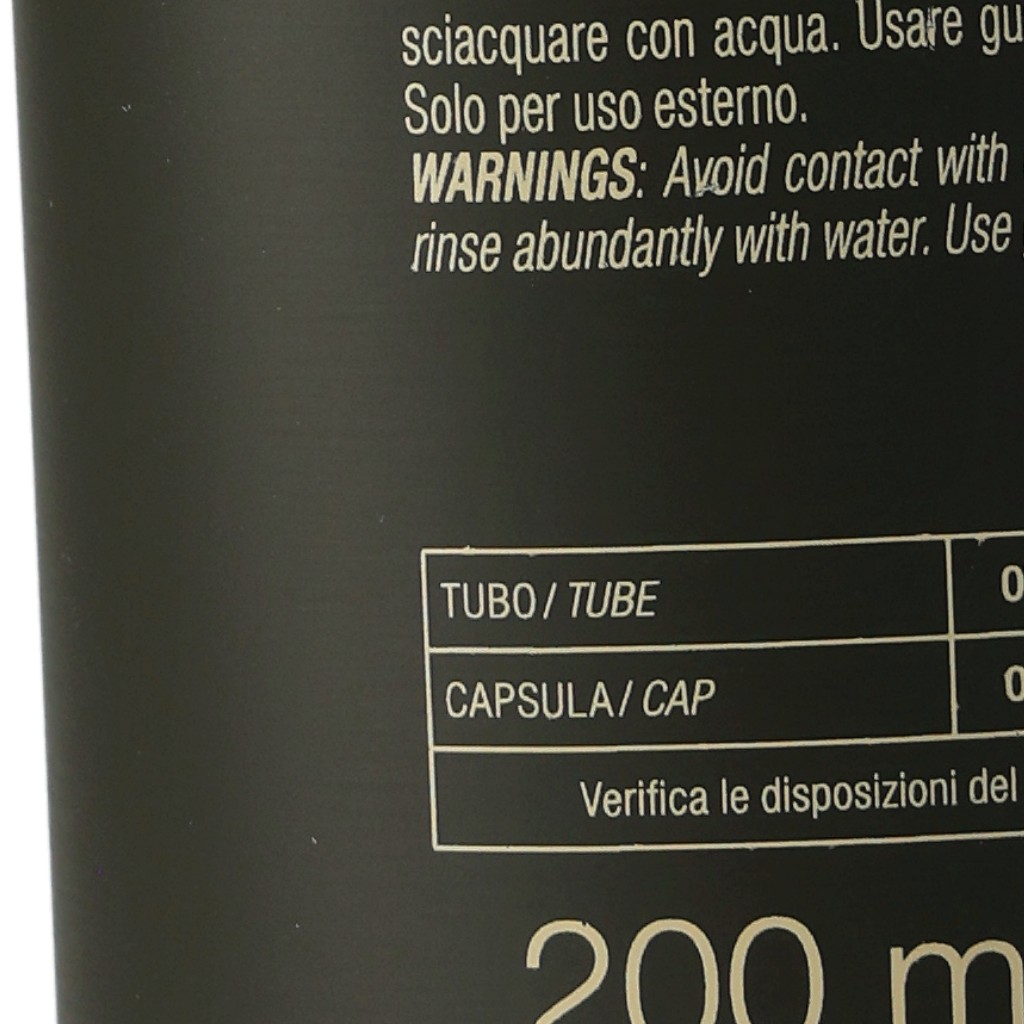 sciacquare con acqua. Usare
Solo per uso esterno.
WARNINGS: Avoid contact with
rinse abundantly with water. Use
TUBO / TUBE
CAPSULA / CAP
Verifica le disposizioni del
200